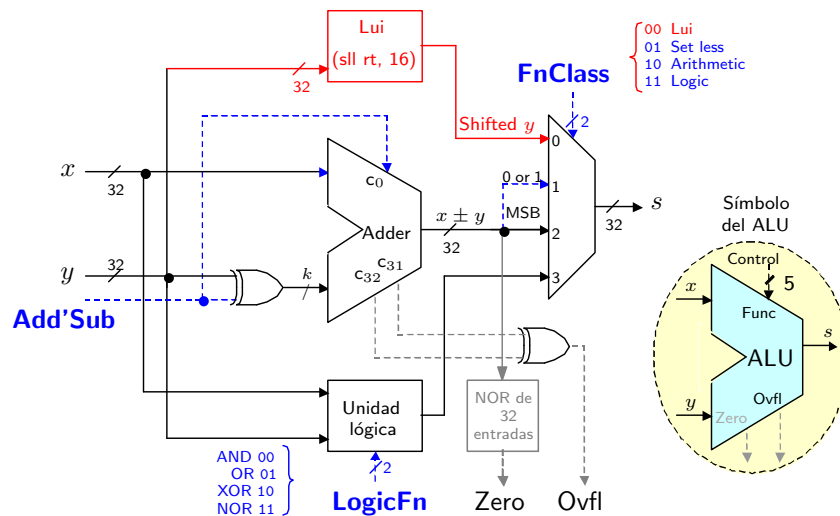 Lui
(sll rt, 16)
32
00 Lui
01 Set less
10 Arithmetic
11 Logic
FnClass
2
Shifted y
0
x
32
c0
0 or 1
1
MSB
x ± y
32
2
Adder
s
32
y
32
k
c31
c32
3
Add'Sub
Símbolo
del ALU
Control
5
x
Func
ALU
s
y
Ovfl
Zero
Unidad
lógica
NOR de
32
entradas
AND 00
OR 01
XOR 10
NOR 11
2
LogicFn
Zero
Ovfl